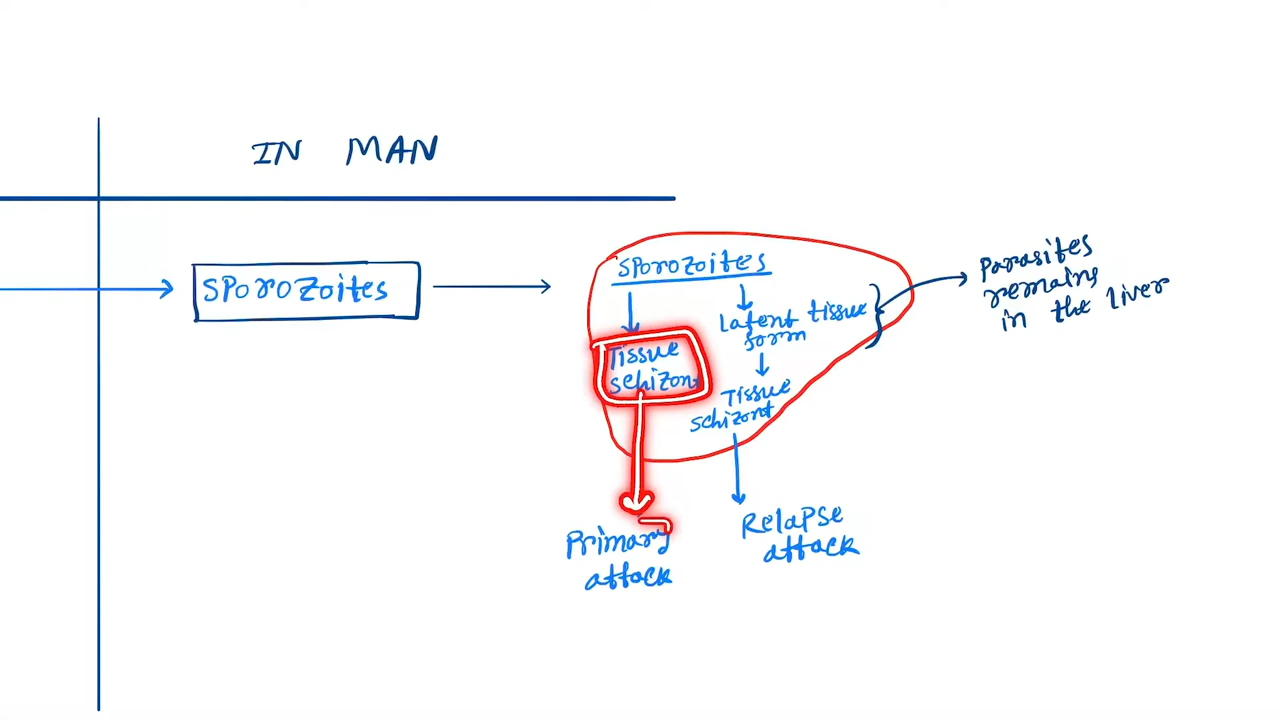 IN MAN
SPorozoites
SPorozoites
Tissue
schizont
Latent tissue
form
Tissue
schizont
Parasites
remains
in the liver
Primary
attack
Relapse
attack